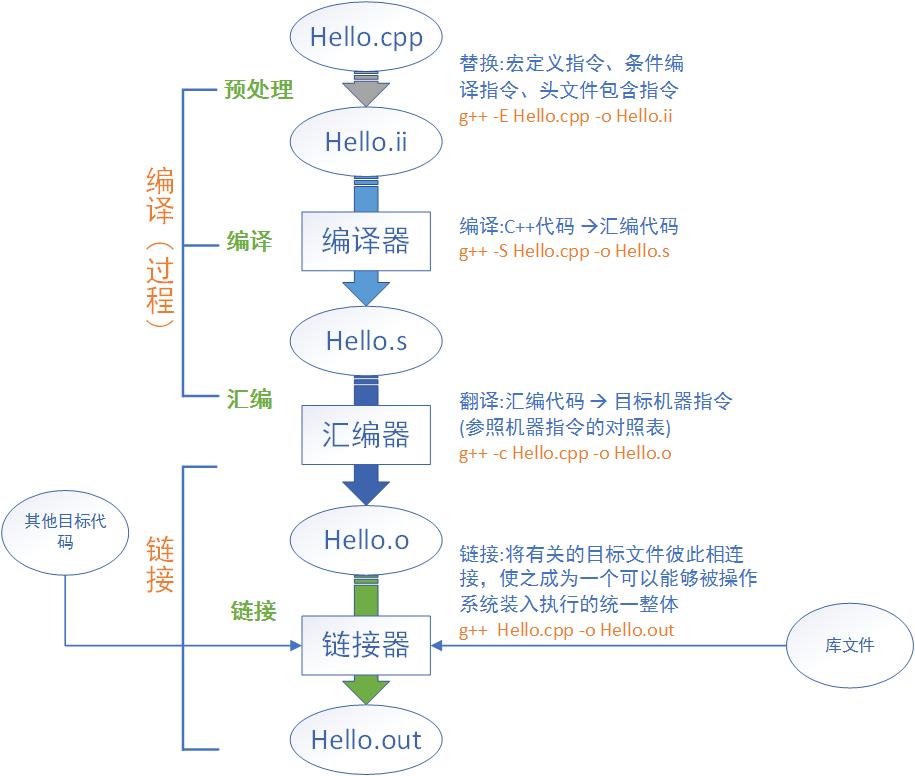 Hello.cpp
预处理
替换:宏定义指令、条件编
译指令、头文件包含指令
g++ -E Hello.cpp -o Hello.ii
Hello.ii
编译（过程）
编译
编译器
编译:C++代码 →汇编代码
g++ -S Hello.cpp -o Hello.s
Hello.s
汇编
汇编器
翻译:汇编代码 → 目标机器指令
(参照机器指令的对照表)
g++ -c Hello.cpp -o Hello.o
其他目标代
码
Hello.o
链接
链接:将有关的目标文件彼此相连
接，使之成为一个可以能够被操作
系统装入执行的统一整体
g++  Hello.cpp -o Hello.out
链接
链接器
库文件
Hello.out